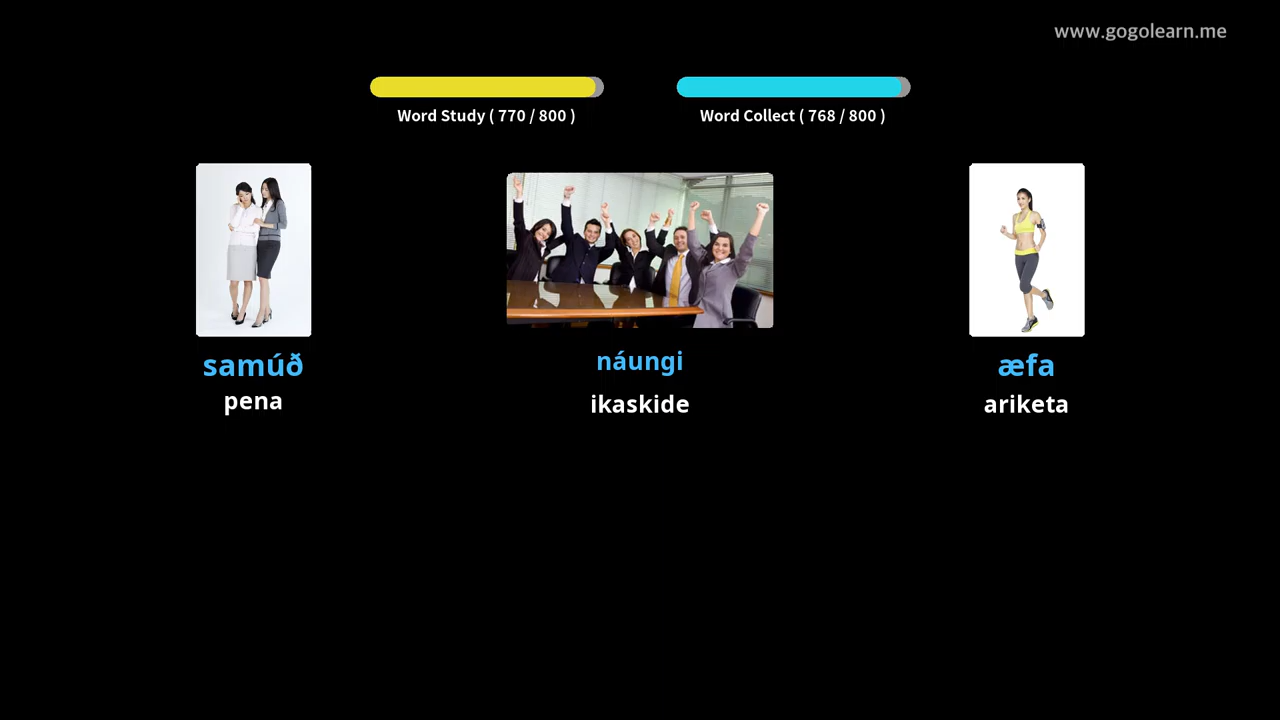 www.gogolearn.me
Word Study ( 770 / 800 )
Word Collect ( 768 / 800 )
samúð
náungi
æfa
pena
ikaskide
ariketa